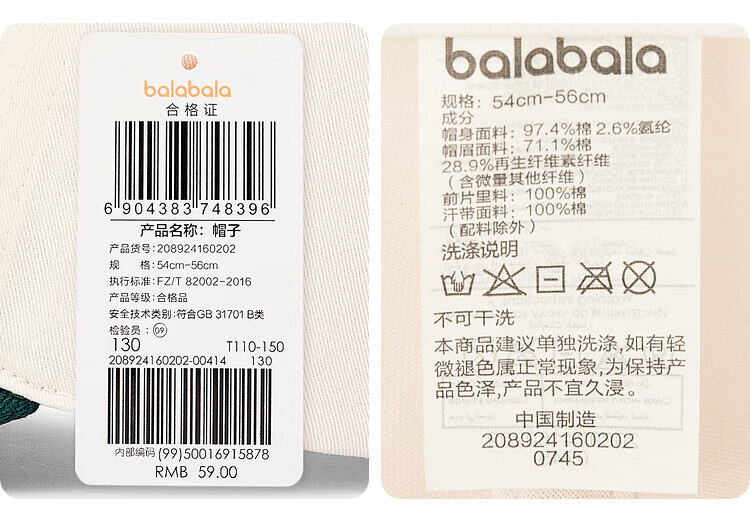 balabala
合格证
6 904383 748396
产品名称：帽子
产品货号：208924160202
规 格：54cm-56cm
执行标准：FZ/T 82002-2016
产品等级：合格品
安全技术类别：符合GB 31701 B类
检验员：09
130 T110-150
208924160202-00414 130
内部编码 (99)50016915878
RMB 59.00
balabala
规格：54cm-56cm
成分
帽身面料：97.4%棉 2.6%氨纶
帽眉面料：71.1%棉
28.9%再生纤维素纤维
（含微量其他纤维）
前片里料：100%棉
汗带面料：100%棉
（配料除外）
洗涤说明
不可干洗
本商品建议单独洗涤,如有轻
微褪色属正常现象,为保持产
品色泽,产品不宜久浸。
中国制造
208924160202
0745